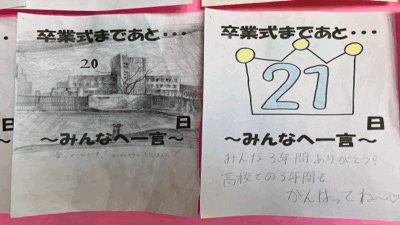 卒業式まであと・・・
20
日
～みんなへ一言～
卒業式まであと・・・
21
日
～みんなへ一言～
みんな3年間ありがとう!
高校での3年間も
がんばってね～♡